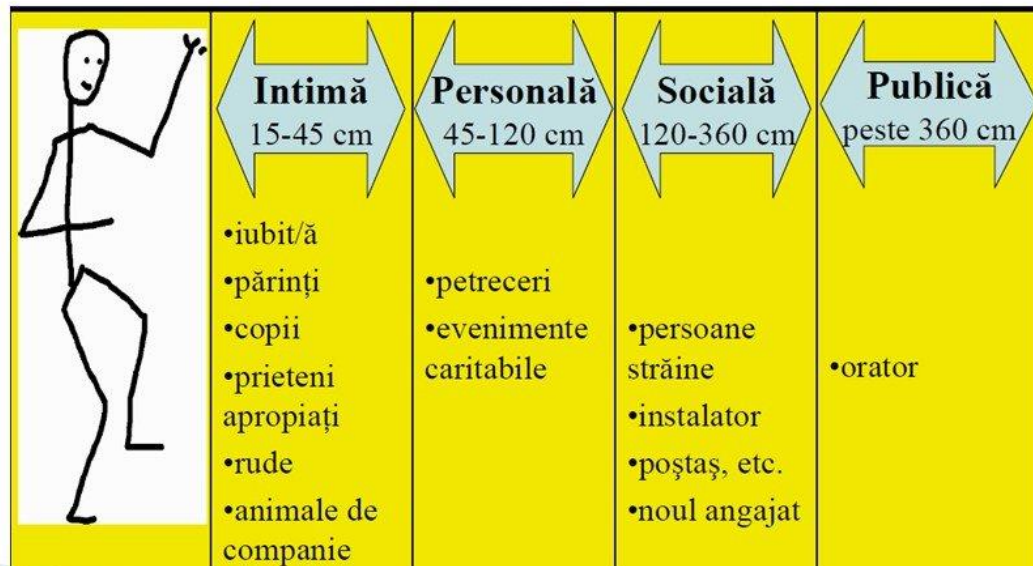 Intimă
15-45 cm
•iubit/ă
•părinți
•copii
•prieteni
apropiați
•rude
•animale de
companie
Personală
45-120 cm
•petreceri
•evenimente
caritabile
Socială
120-360 cm
•persoane
străine
•instalator
•poştaş, etc.
•noul angajat
Publică
peste 360 cm
•orator